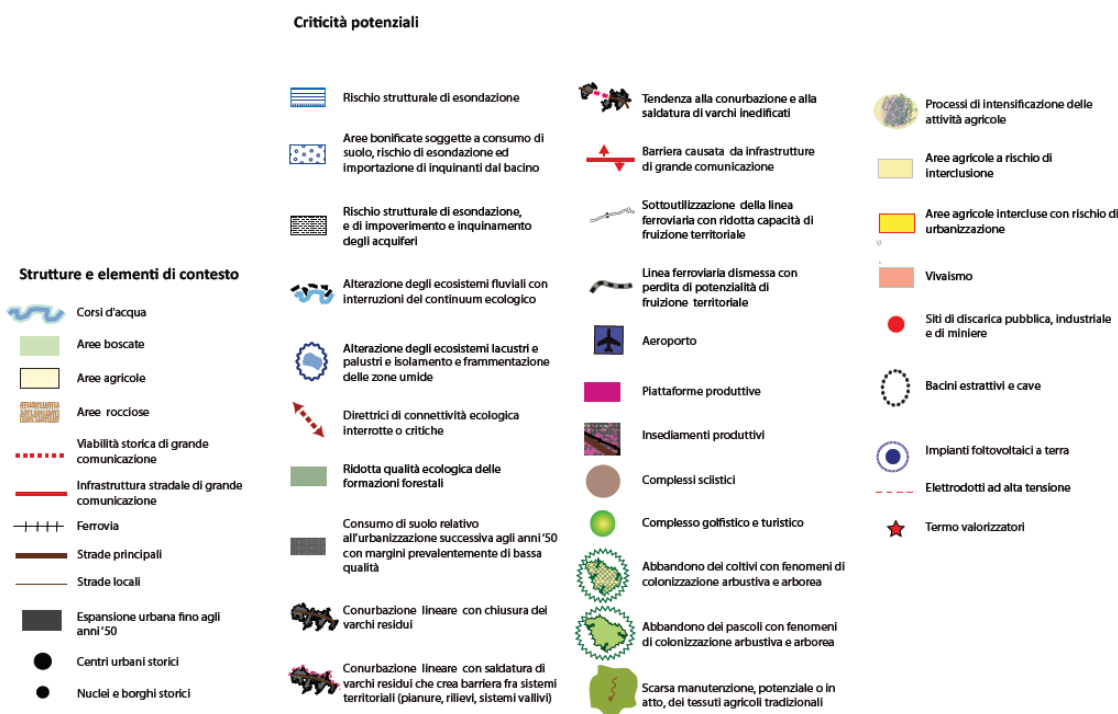 Criticità potenziali
Strutture e elementi di contesto
Corsi d'acqua
Aree boscate
Aree agricole
Aree rocciose
Viabilità storica di grande
comunicazione
Infrastruttura stradale di grande
comunicazione
Ferrovia
Strade principali
Strade locali
Espansione urbana fino agli
anni '50
Centri urbani storici
Nuclei e borghi storici
Rischio strutturale di esondazione
Aree bonificate soggette a consumo di
suolo, rischio di esondazione ed
importazione di inquinanti dal bacino
Rischio strutturale di esondazione,
e di impoverimento e inquinamento
degli acquiferi
Alterazione degli ecosistemi fluviali con
interruzioni del continuum ecologico
Alterazione degli ecosistemi lacustri e
palustri e isolamento e frammentazione
delle zone umide
Direttrici di connettività ecologica
interrotte o critiche
Ridotta qualità ecologica delle
formazioni forestali
Consumo di suolo relativo
all'urbanizzazione successiva agli anni '50
con margini prevalentemente di bassa
qualità
Conurbazione lineare con chiusura dei
varchi residui
Conurbazione lineare con saldatura di
varchi residui che crea barriera fra sistemi
territoriali (pianure, rilievi, sistemi vallivi)
Tendenza alla conurbazione e alla
saldatura di varchi inedificati
Barriera causata da infrastrutture
di grande comunicazione
Sottoutilizzazione della linea
ferroviaria con ridotta capacità di
fruizione territoriale
Linea ferroviaria dismessa con
perdita di potenzialità di
fruizione territoriale
Aeroporto
Piattaforme produttive
Insediamenti produttivi
Complessi sciistici
Complesso golfistico e turistico
Abbandono dei coltivi con fenomeni di
colonizzazione arbustiva e arborea
Abbandono dei pascoli con fenomeni
di colonizzazione arbustiva e arborea
Scarsa manutenzione, potenziale o in
atto, dei tessuti agricoli tradizionali
Processi di intensificazione delle
attività agricole
Aree agricole a rischio di
interclusione
Aree agricole intercluse con rischio di
urbanizzazione
Vivaismo
Siti di discarica pubblica, industriale
e di miniere
Bacini estrattivi e cave
Impianti foltovoltaici a terra
Elettrodotti ad alta tensione
Termo valorizzatori